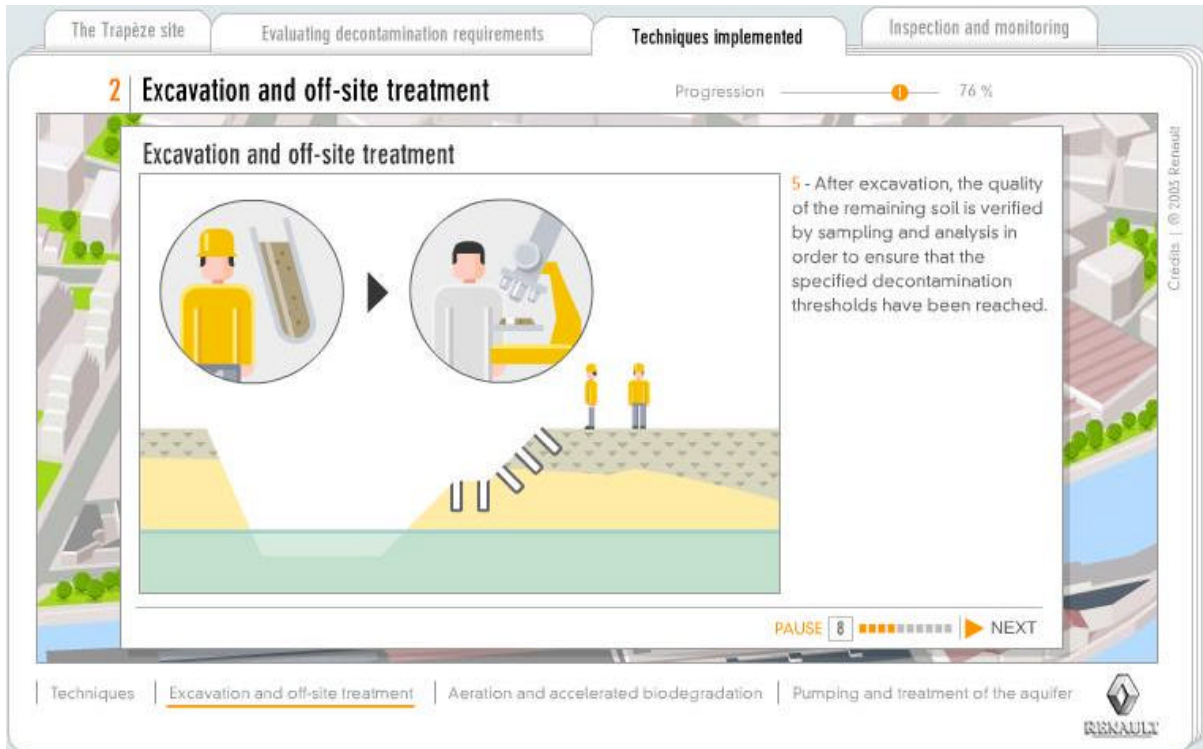 The Trapèze site
Evaluating decontamination requirements
Techniques implemented
Inspection and monitoring
2 Excavation and off-site treatment
Progression 76 %
Excavation and off-site treatment
5 - After excavation, the quality
of the remaining soil is verified
by sampling and analysis in
order to ensure that the
specified decontamination
thresholds have been reached.
Crédits | © 2003 Renault
PAUSE 8 NEXT
Techniques
Excavation and off-site treatment
Aeration and accelerated biodegradation
Pumping and treatment of the aquifer
RENAULT